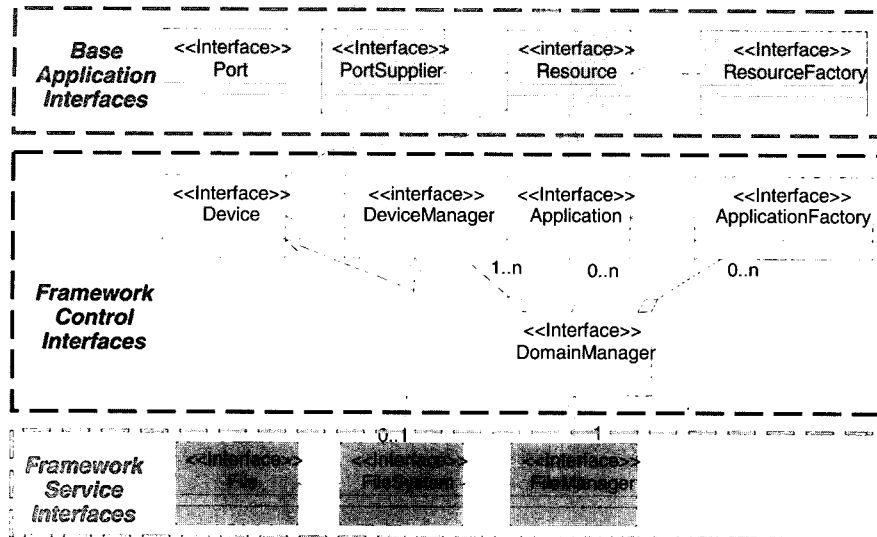 Base
Application
Interfaces
<<Interface>>
Port
<<Interface>>
PortSupplier
<<interface>>
Resource
<<Interface>>
ResourceFactory
Framework
Control
Interfaces
<<Interface>>
Device
<<interface>>
DeviceManager
<<Interface>>
Application
<<Interface>>
ApplicationFactory
1..n
0..n
0..n
<<Interface>>
DomainManager
0..1
1
Framework
Service
Interfaces
<<Interface>>
File
<<Interface>>
FileSystem
<<Interface>>
FileManager